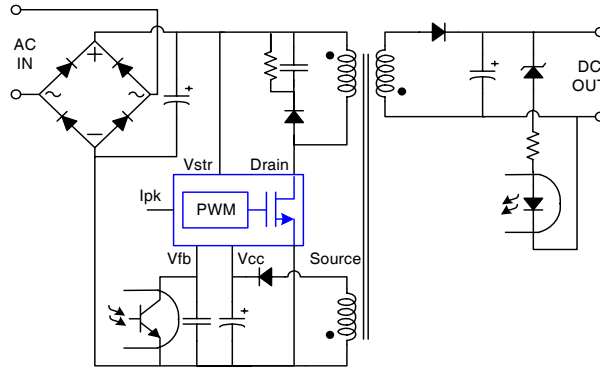 AC
IN
DC
OUT
Vstr
Drain
Ipk
PWM
Vfb
Vcc
Source